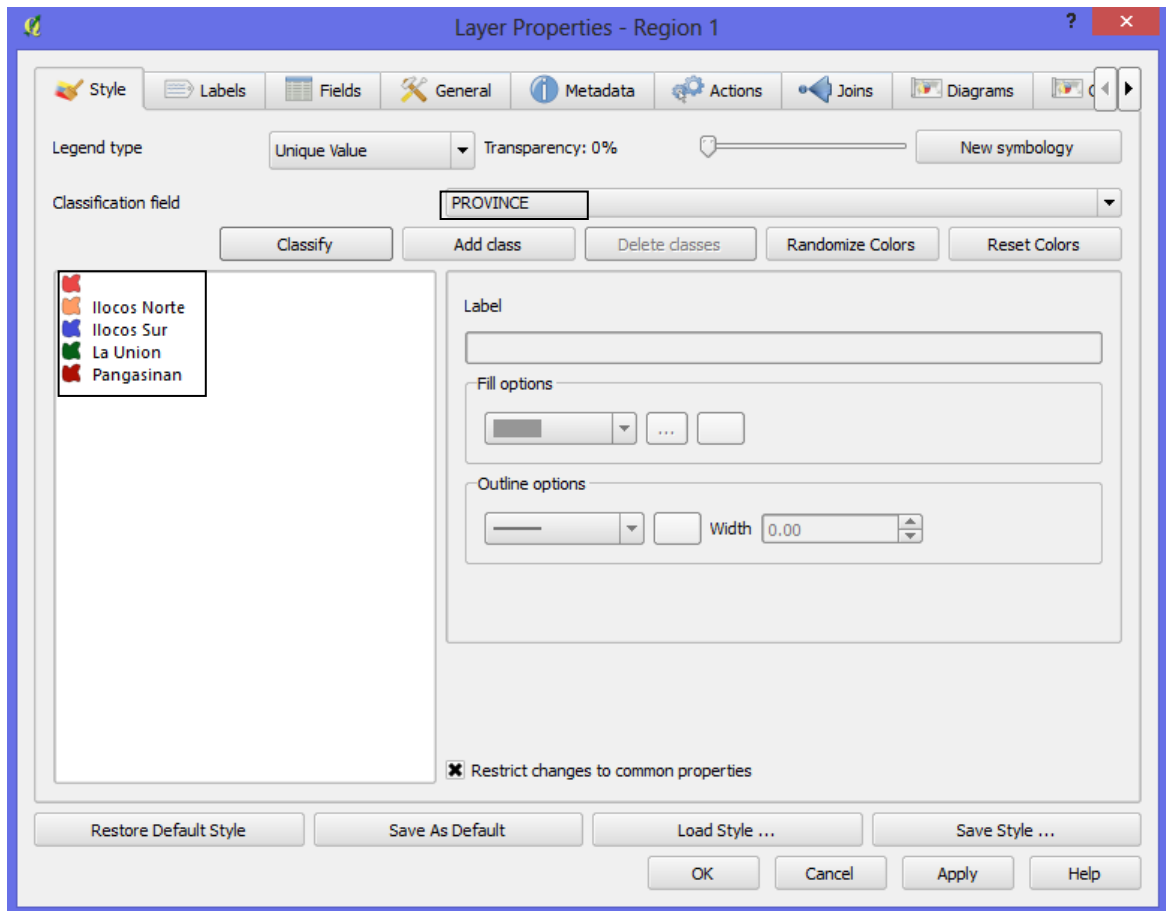 Layer Properties - Region 1
?
Style Labels Fields General Metadata Actions Joins Diagrams
Legend type Unique Value Transparency: 0% New symbology
Classification field PROVINCE
Classify Add class Delete classes Randomize Colors Reset Colors
Ilocos Norte
Ilocos Sur
La Union
Pangasinan
Label
Fill options
...
Outline options
Width 0.00
Restrict changes to common properties
Restore Default Style Save As Default Load Style ... Save Style ...
OK Cancel Apply Help